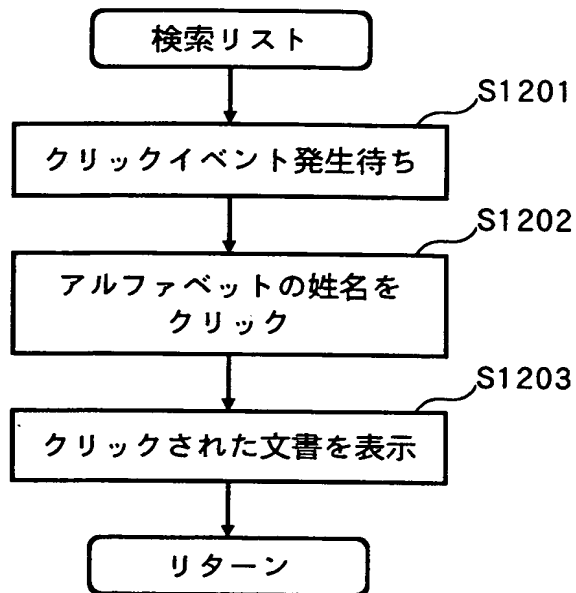 検索リスト
S1201
クリックイベント発生待ち
S1202
アルファベットの姓名を
クリック
S1203
クリックされた文書を表示
リターン